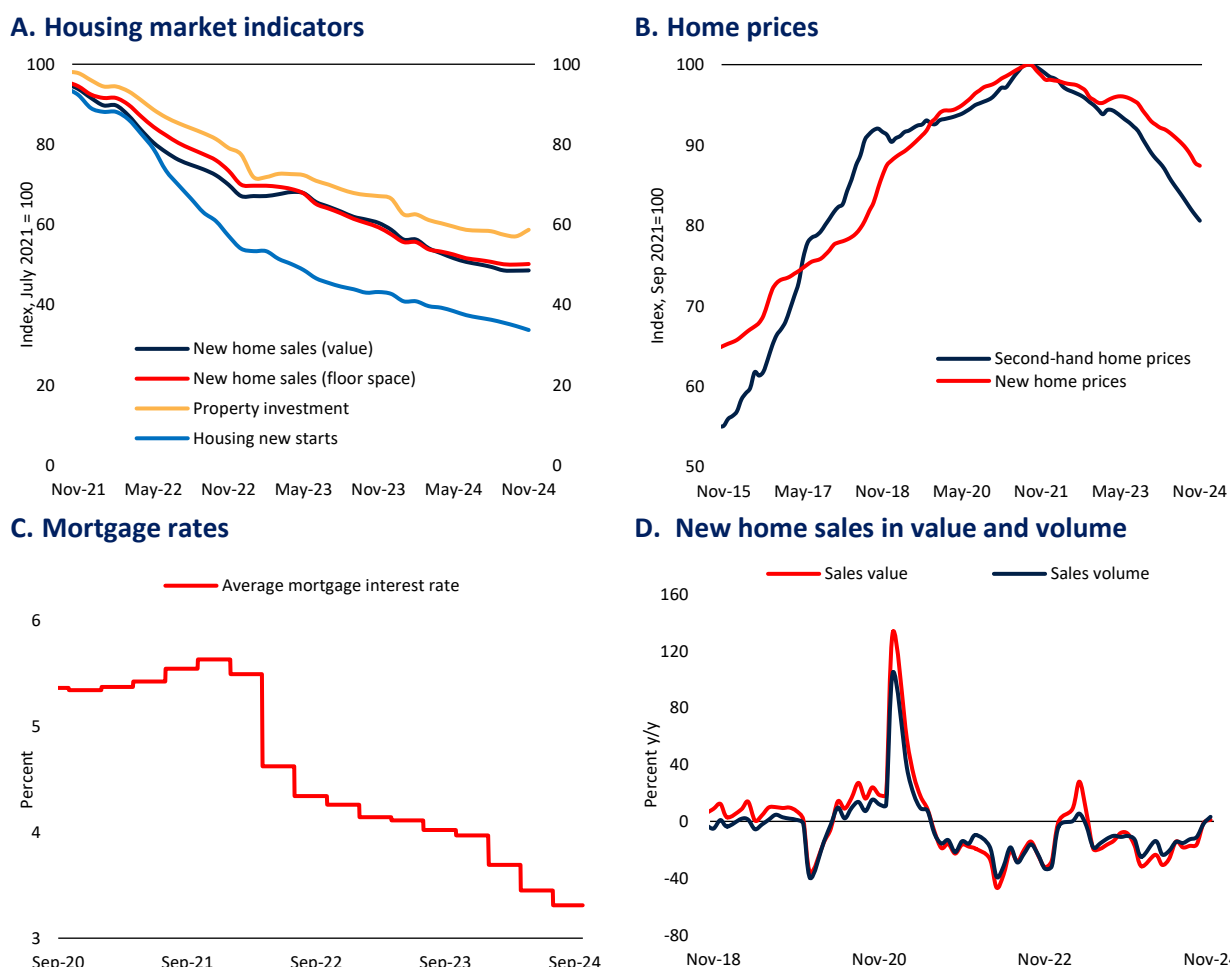 A. Housing market indicators
100
80
60
40
20
0
Index, July 2021 = 100
100
80
60
40
20
0
New home sales (value)
New home sales (floor space)
Property investment
Housing new starts
Nov-21 May-22 Nov-22 May-23 Nov-23 May-24 Nov-24
B. Home prices
100
90
80
70
60
50
Index, Sep 2021=100
Second-hand home prices
New home prices
Nov-15 May-17 Nov-18 May-20 Nov-21 May-23 Nov-24
C. Mortgage rates
Average mortgage interest rate
6
5
4
3
Percent
Sep-20 Sep-21 Sep-22 Sep-23 Sep-24
D. New home sales in value and volume
Sales value Sales volume
160
120
80
40
0
-40
-80
Percent y/y
Nov-18 Nov-20 Nov-22 Nov-2